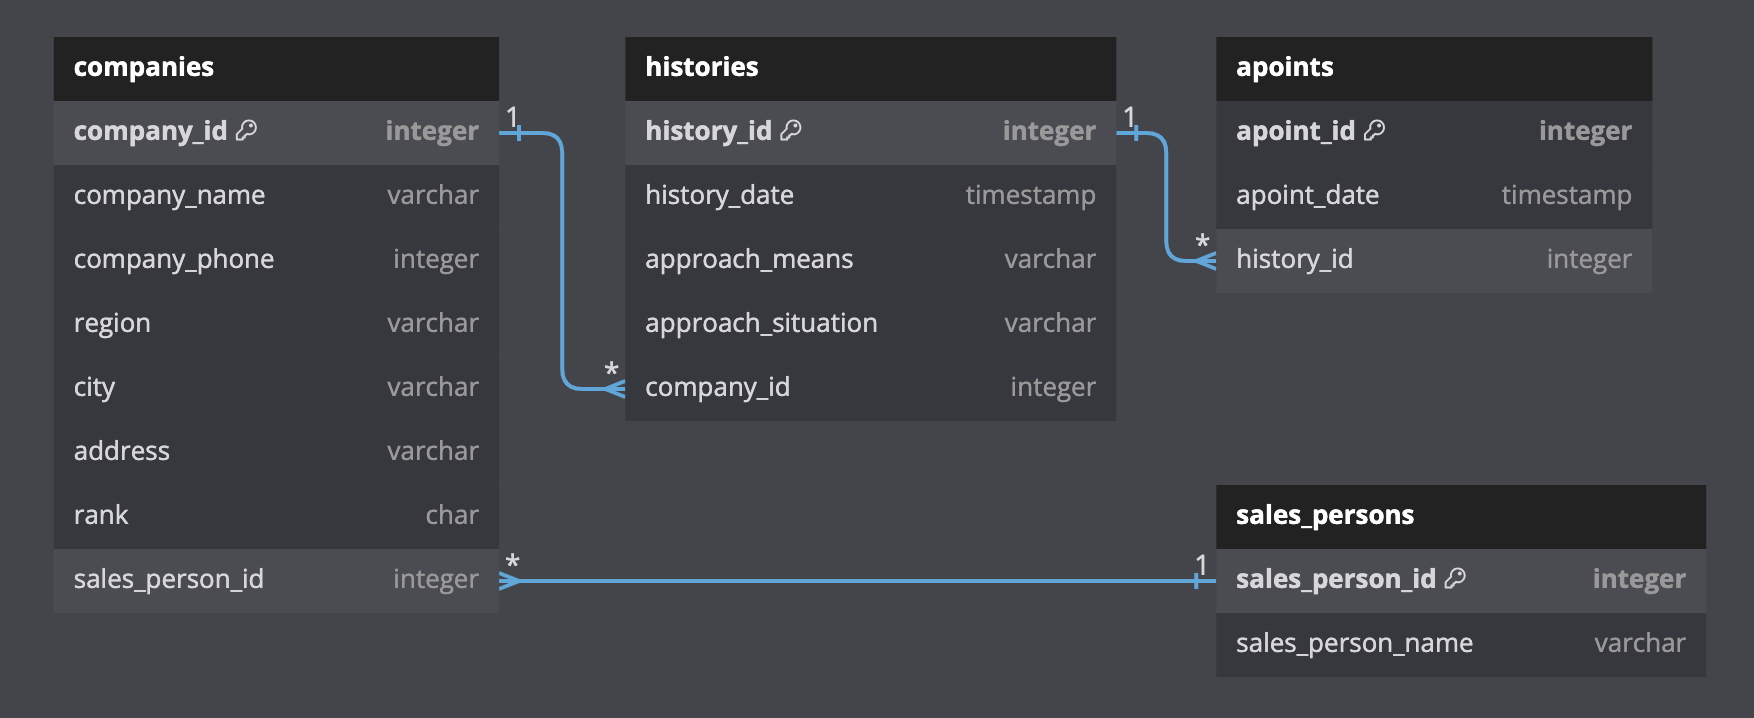 companies
company_id integer
company_name varchar
company_phone integer
region varchar
city varchar
address varchar
rank char
sales_person_id integer
1
*
*
histories
history_id integer
history_date timestamp
approach_means varchar
approach_situation varchar
company_id integer
1
*
1
apoints
apoint_id integer
apoint_date timestamp
history_id integer
sales_persons
sales_person_id integer
sales_person_name varchar